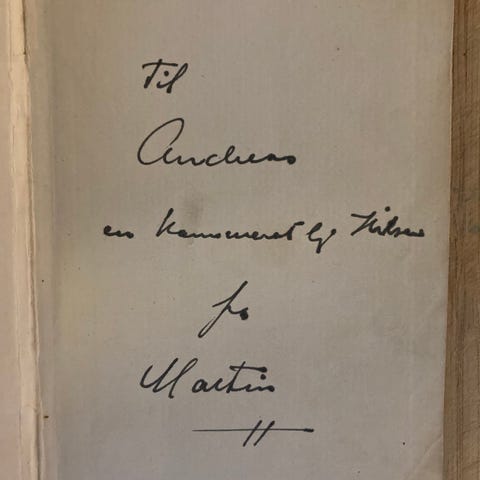 Til
Andreas
en kammeratlig Hilsen
fra
Martin